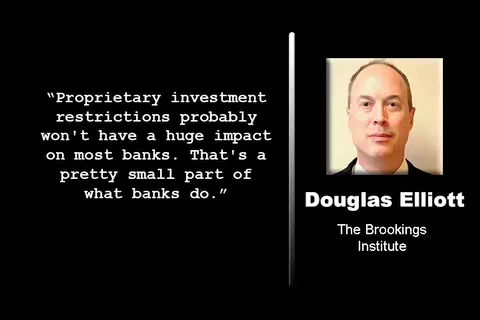 “Proprietary investment
restrictions probably
won't have a huge impact
on most banks. That's a
pretty small part of
what banks do.”
Douglas Elliott
The Brookings
Institute